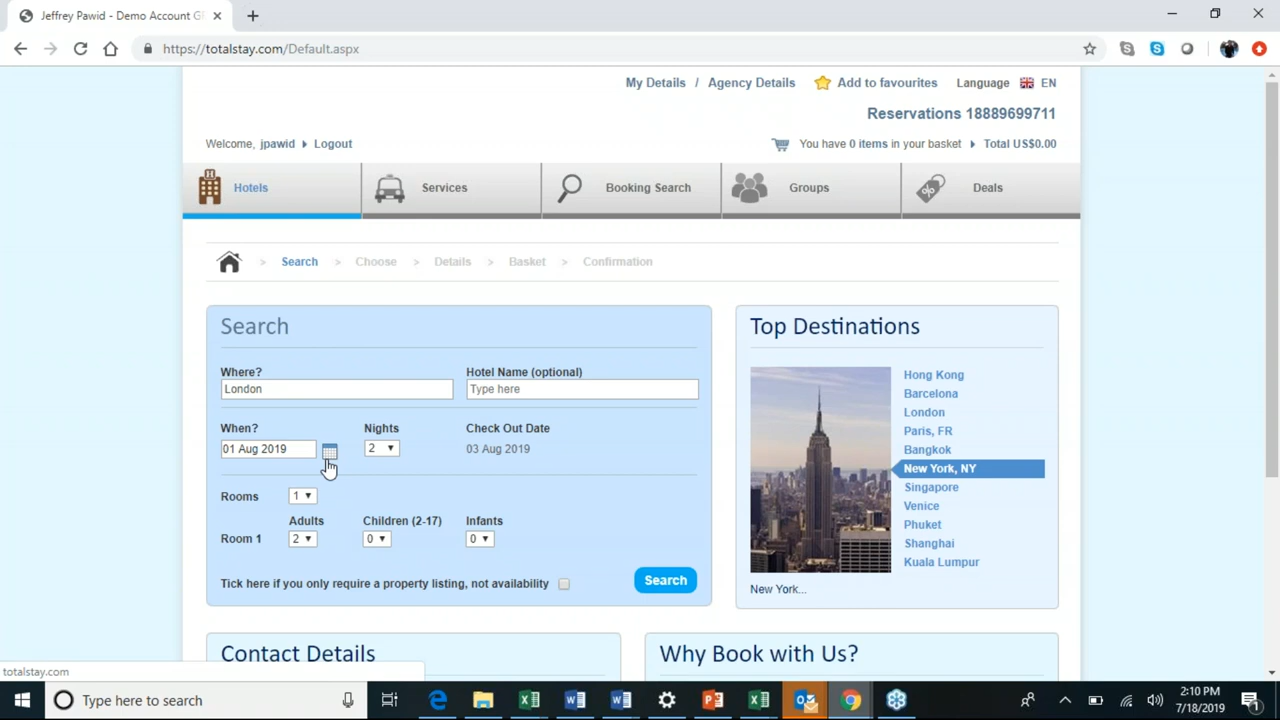 Jeffrey Pawid - Demo Account G
https://totalstay.com/Default.aspx
My Details / Agency Details Add to favourites Language EN
Reservations 18889699711
Welcome, jpawid Logout You have 0 items in your basket Total US$0.00
Hotels Services Booking Search Groups Deals
> Search > Choose > Details > Basket > Confirmation
Search
Where? Hotel Name (optional)
London Type here
When? Nights Check Out Date
01 Aug 2019 2 03 Aug 2019
Rooms 1
Adults Children (2-17) Infants
Room 1 2 0 0
Tick here if you only require a property listing, not availability Search
Top Destinations
Hong Kong
Barcelona
London
Paris, FR
Bangkok
New York, NY
Singapore
Venice
Phuket
Shanghai
Kuala Lumpur
New York...
Contact Details
Why Book with Us?
totalstay.com
Type here to search
2:10 PM
7/18/2019
1